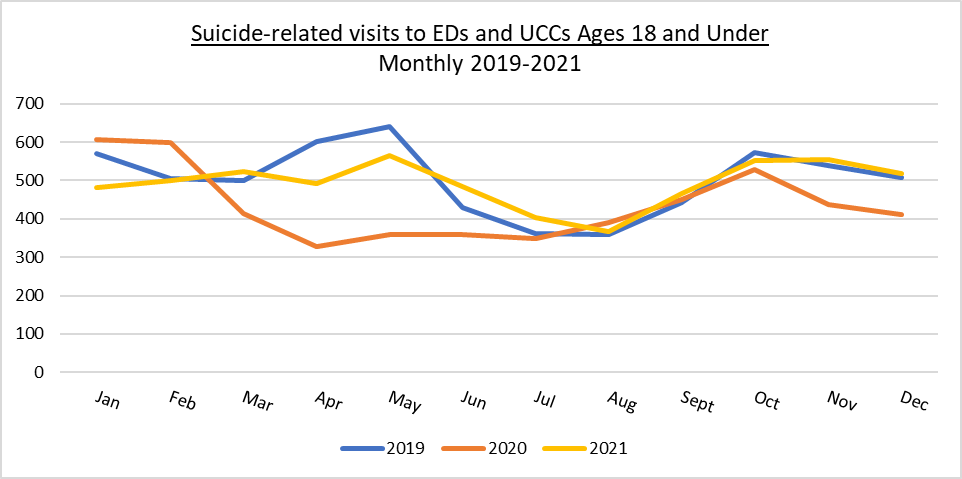 Suicide-related visits to EDs and UCCs Ages 18 and Under
Monthly 2019-2021
700
600
500
400
300
200
100
0
Jan Feb Mar Apr May Jun Jul Aug Sept Oct Nov Dec
2019 2020 2021